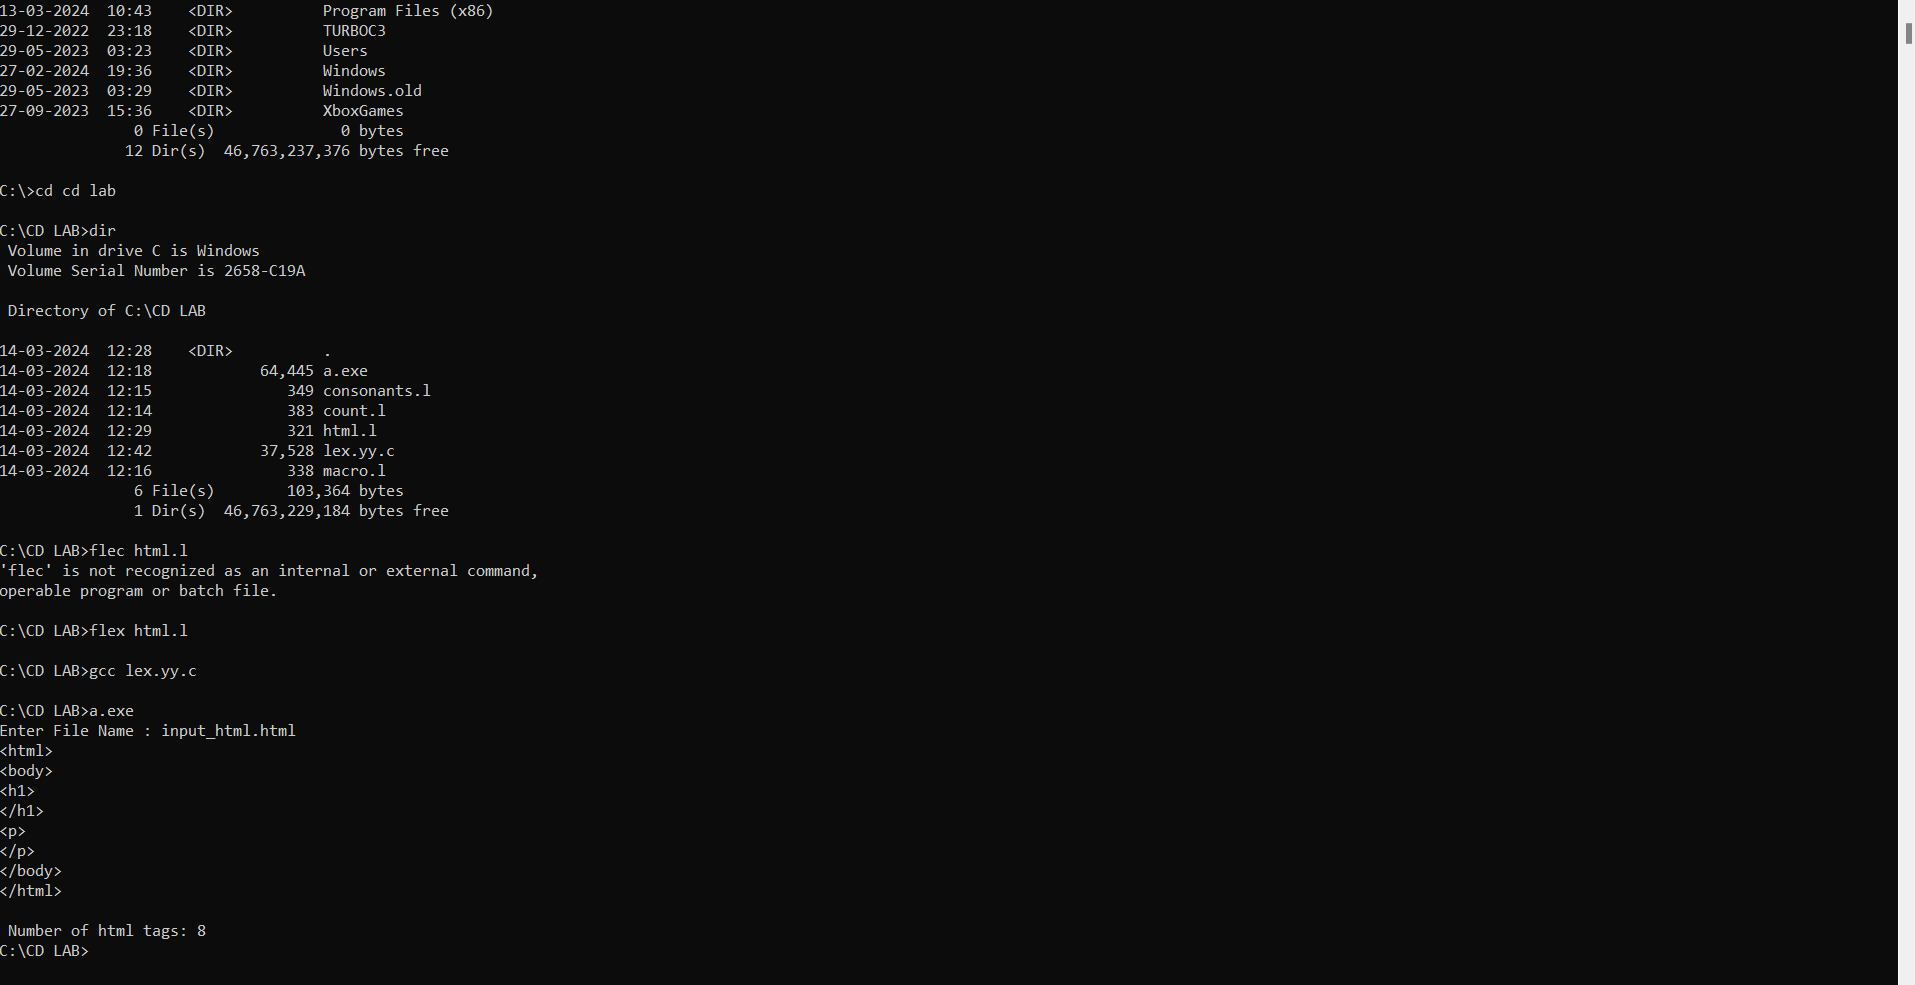 13-03-2024  10:43    <DIR>          Program Files (x86)
29-12-2022  23:18    <DIR>          TURBOC3
29-05-2023  03:23    <DIR>          Users
27-02-2024  19:36    <DIR>          Windows
29-05-2023  03:29    <DIR>          Windows.old
27-09-2023  15:36    <DIR>          XboxGames
               0 File(s)              0 bytes
              12 Dir(s)  46,763,237,376 bytes free
C:\>cd cd lab
C:\CD LAB>dir
 Volume in drive C is Windows
 Volume Serial Number is 2658-C19A
 Directory of C:\CD LAB
14-03-2024  12:28    <DIR>          .
14-03-2024  12:18            64,445 a.exe
14-03-2024  12:15               349 consonants.l
14-03-2024  12:14               383 count.l
14-03-2024  12:29               321 html.l
14-03-2024  12:42            37,528 lex.yy.c
14-03-2024  12:16               338 macro.l
               6 File(s)        103,364 bytes
               1 Dir(s)  46,763,229,184 bytes free
C:\CD LAB>flec html.l
'flec' is not recognized as an internal or external command,
operable program or batch file.
C:\CD LAB>flex html.l
C:\CD LAB>gcc lex.yy.c
C:\CD LAB>a.exe
Enter File Name : input_html.html
<html>
<body>
<h1>
</h1>
<p>
</p>
</body>
</html>
 Number of html tags: 8
C:\CD LAB>